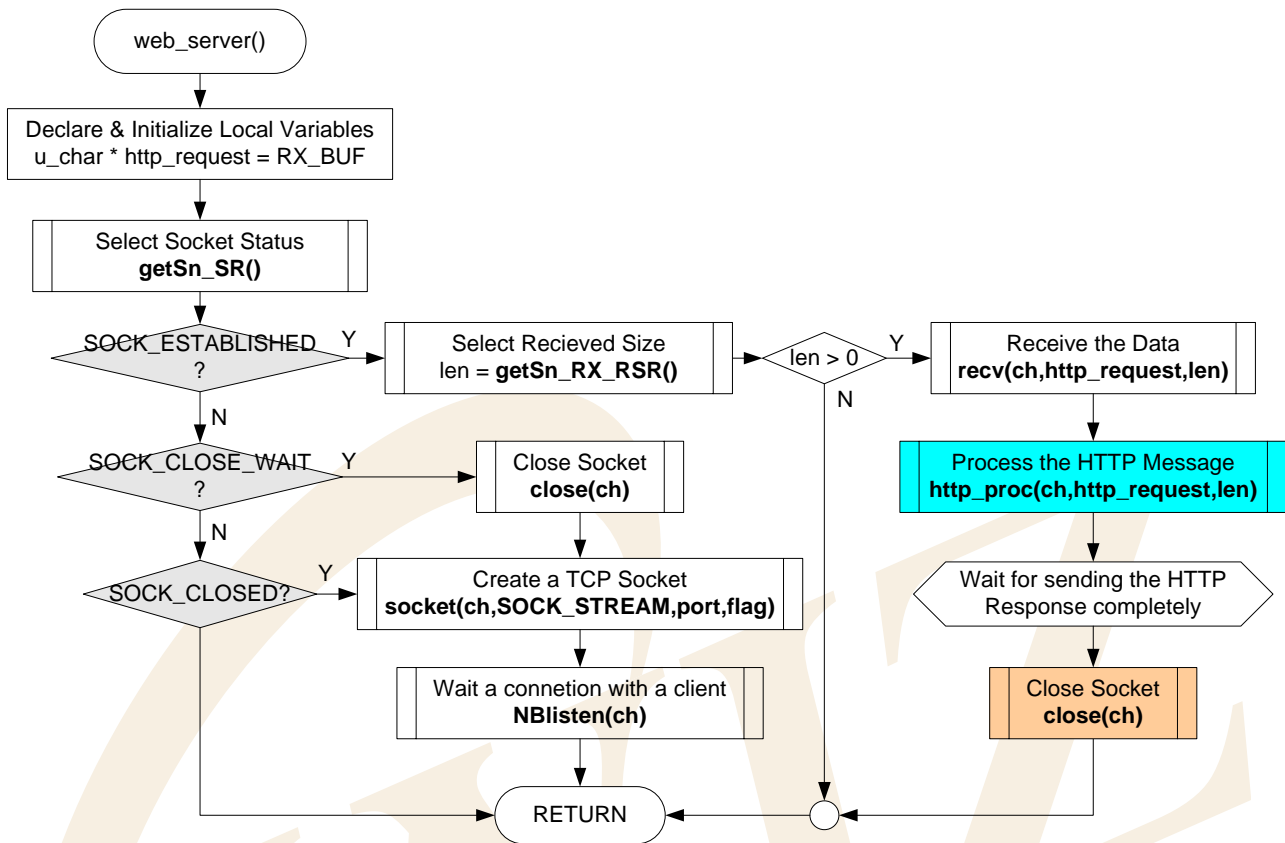 web_server()
Declare & Initialize Local Variables
u_char * http_request = RX_BUF
Select Socket Status
getSn_SR()
SOCK_ESTABLISHED
?
Y
N
Select Recieved Size
len = getSn_RX_RSR()
len > 0
Y
N
Receive the Data
recv(ch,http_request,len)
Process the HTTP Message
http_proc(ch,http_request,len)
Wait for sending the HTTP
Response completely
Close Socket
close(ch)
SOCK_CLOSE_WAIT
?
Y
N
Close Socket
close(ch)
SOCK_CLOSED?
Y
Create a TCP Socket
socket(ch,SOCK_STREAM,port,flag)
Wait a connetion with a client
NBlisten(ch)
RETURN